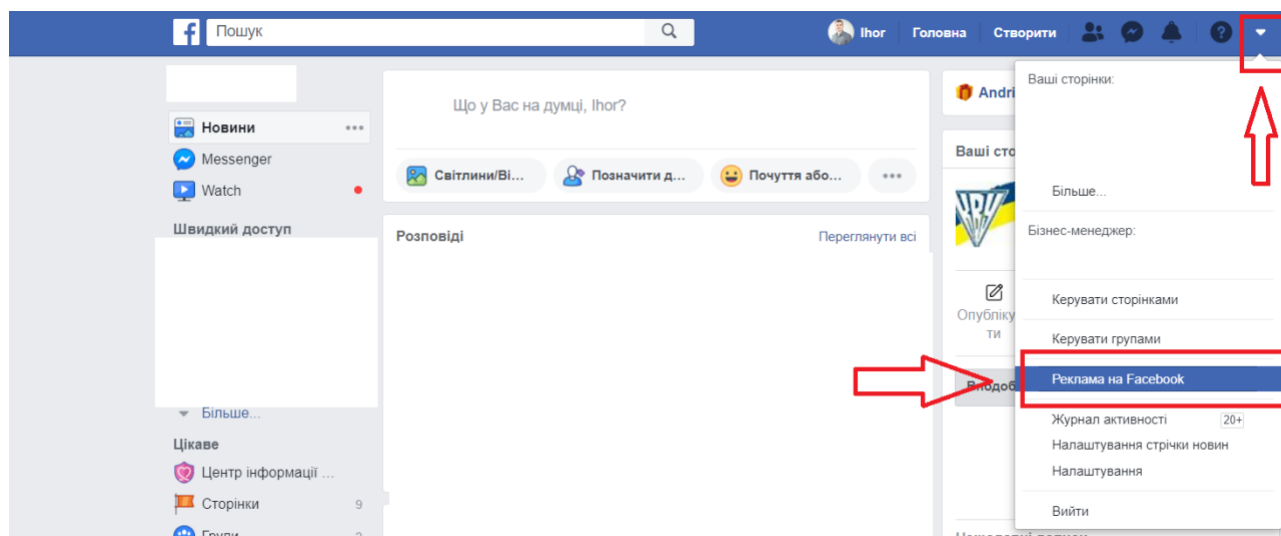 Пошук
Ihor
Головна
Створити
Новини
Messenger
Watch
Швидкий доступ
Більше...
Цікаве
Центр інформації ...
Сторінки 9
Групи
Що у Вас на думці, Ihor?
Світлини/Ві...
Позначити д...
Почуття або...
Розповіді
Переглянути всі
Andri
Ваші сто
Опубліку
ти
Вподоб
Ваші сторінки:
Більше...
Бізнес-менеджер:
Керувати сторінками
Керувати групами
Реклама на Facebook
Журнал активності 20+
Налаштування стрічки новин
Налаштування
Вийти